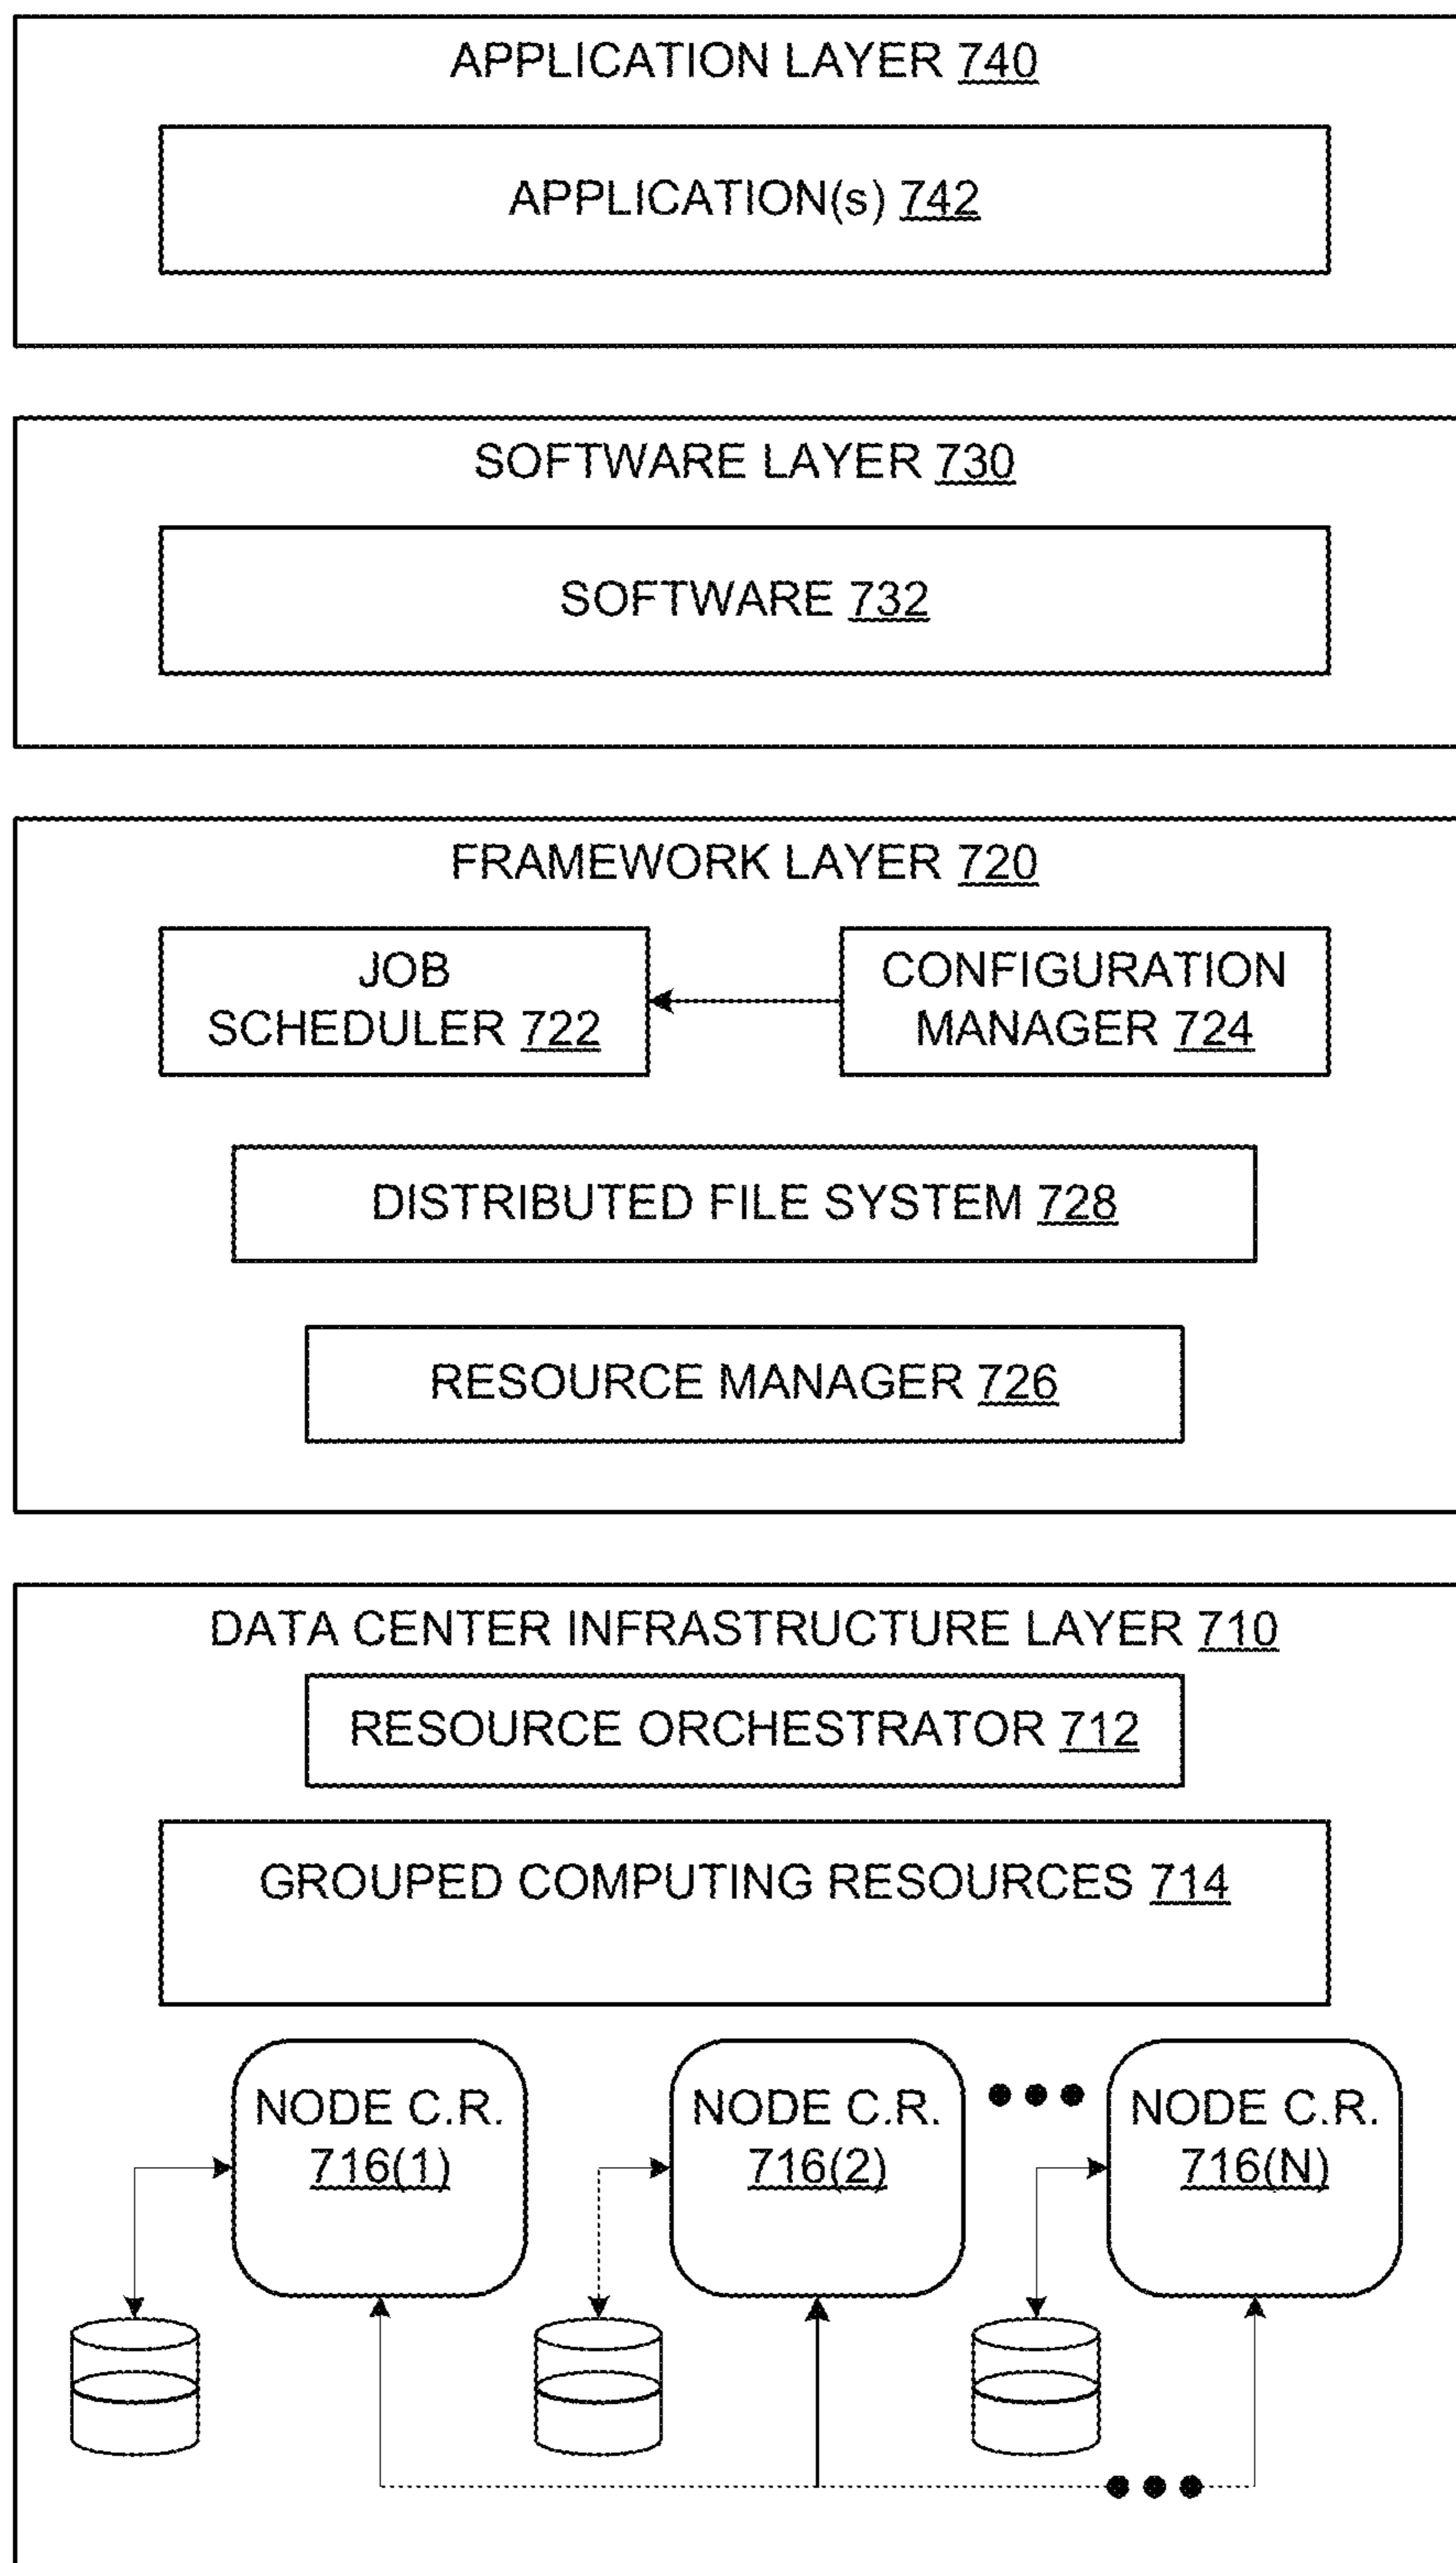 APPLICATION LAYER 740
APPLICATION(s) 742
SOFTWARE LAYER 730
SOFTWARE 732
FRAMEWORK LAYER 720
JOB
SCHEDULER 722
CONFIGURATION
MANAGER 724
DISTRIBUTED FILE SYSTEM 728
RESOURCE MANAGER 726
DATA CENTER INFRASTRUCTURE LAYER 710
RESOURCE ORCHESTRATOR 712
GROUPED COMPUTING RESOURCES 714
NODE C.R.
716(1)
NODE C.R.
716(2)
NODE C.R.
716(N)